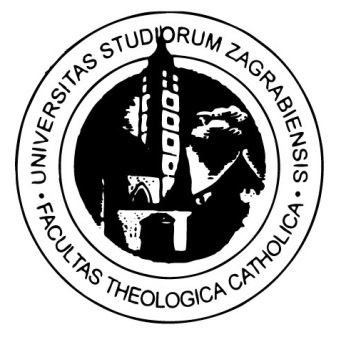 UNIVERSITAS STUDIORUM ZAGRABIENSIS
• FACULTAS THEOLOGICA CATHOLICA •